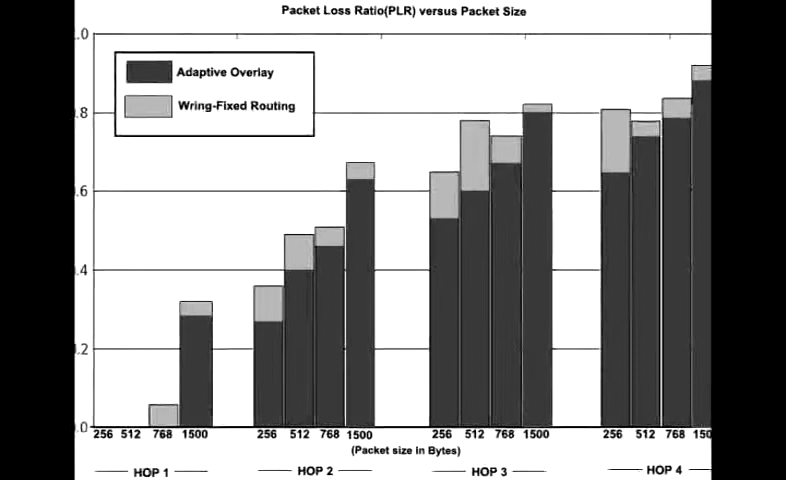 Packet Loss Ratio(PLR) versus Packet Size
.0
Adaptive Overlay
Wring-Fixed Routing
.8
.6
.4
.2
.0
256 512 768 1500 256 512 768 1500 256 512 768 1500 256 512 768 150
(Packet size in Bytes)
HOP 1 HOP 2 HOP 3 HOP 4